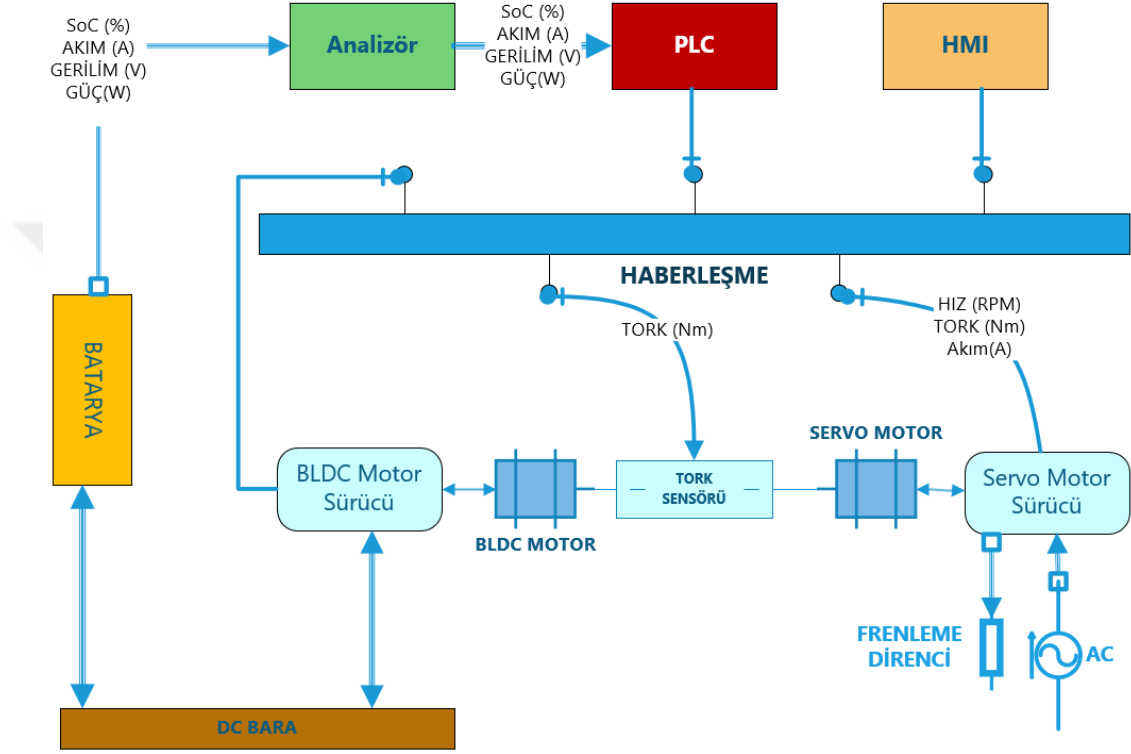 SoC (%)
AKIM (A)
GERİLİM (V)
GÜÇ(W)
Analizör
SoC (%)
AKIM (A)
GERİLİM (V)
GÜÇ(W)
PLC
HMI
HABERLEŞME
BATARYA
TORK (Nm)
HIZ (RPM)
TORK (Nm)
Akım(A)
BLDC Motor
Sürücü
BLDC MOTOR
TORK
SENSÖRÜ
SERVO MOTOR
Servo Motor
Sürücü
FRENLEME
DİRENCİ
AC
DC BARA